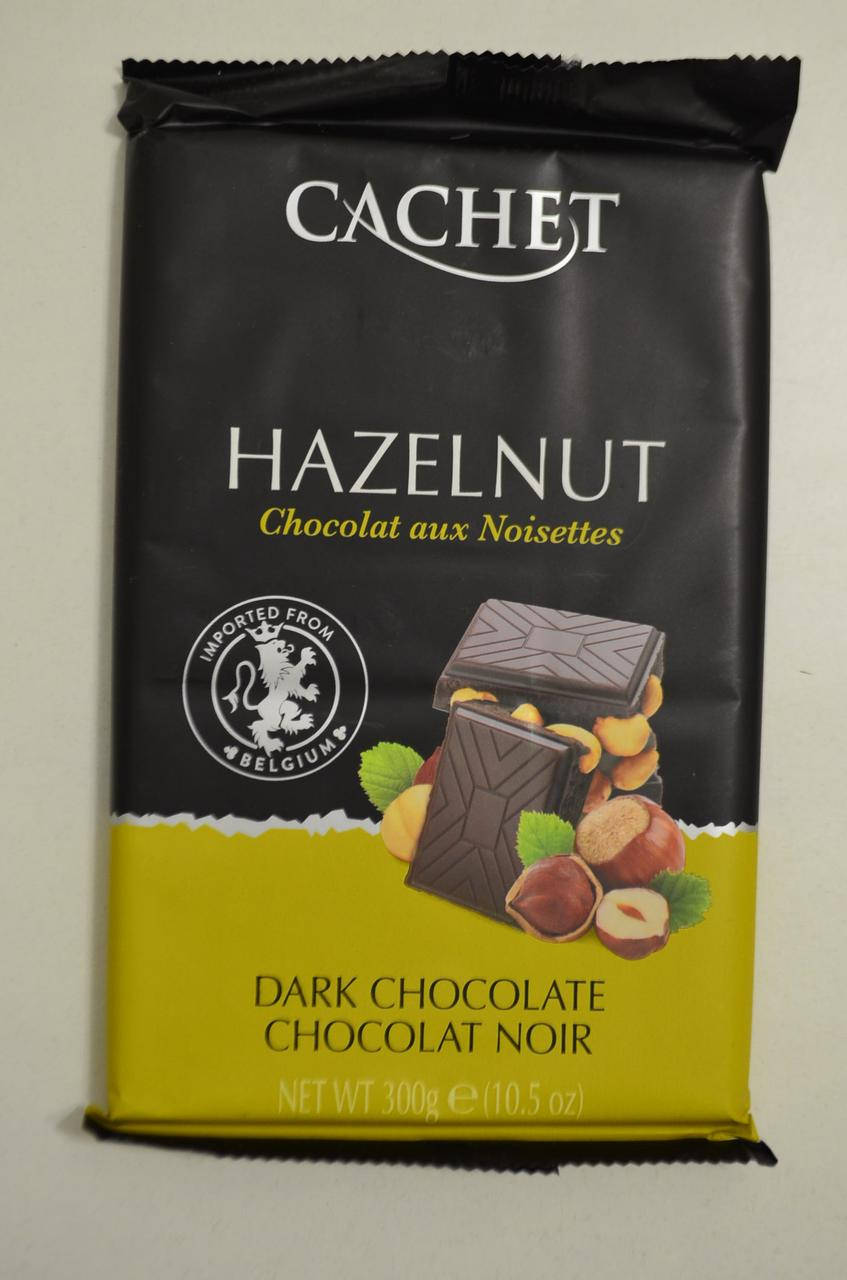 CACHET
HAZELNUT
Chocolat aux Noisettes
IMPORTED FROM
BELGIUM
DARK CHOCOLATE
CHOCOLAT NOIR
NET WT 300g ℮ (10.5 oz)